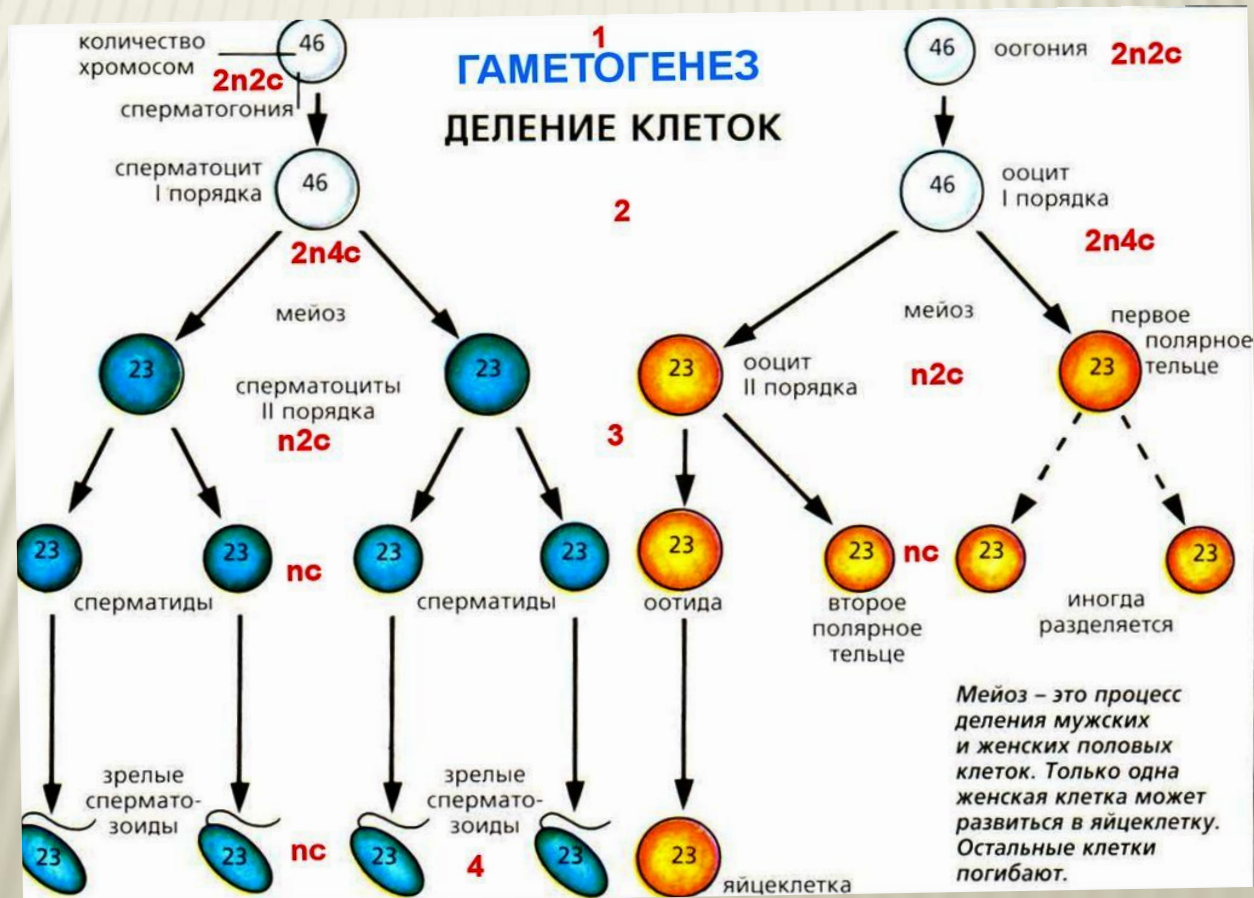 количество
хромосом
46
2n2c
сперматогония
1
ГАМЕТОГЕНЕЗ
ДЕЛЕНИЕ КЛЕТОК
46
оогония
2n2c
сперматоцит
I порядка
46
2n4c
2
46
ооцит
I порядка
2n4c
мейоз
мейоз
23
сперматоциты
II порядка
n2c
23
23
ооцит
II порядка
n2c
первое
полярное
тельце
23
3
23
23
nc
сперматиды
23
23
сперматиды
23
оотида
23
nc
второе
полярное
тельце
23
23
иногда
разделяется
зрелые
спермато-
зоиды
23
23
nc
зрелые
спермато-
зоиды
23
23
4
23
яйцеклетка
Мейоз – это процесс
деления мужских
и женских половых
клеток. Только одна
женская клетка может
развиться в яйцеклетку.
Остальные клетки
погибают.